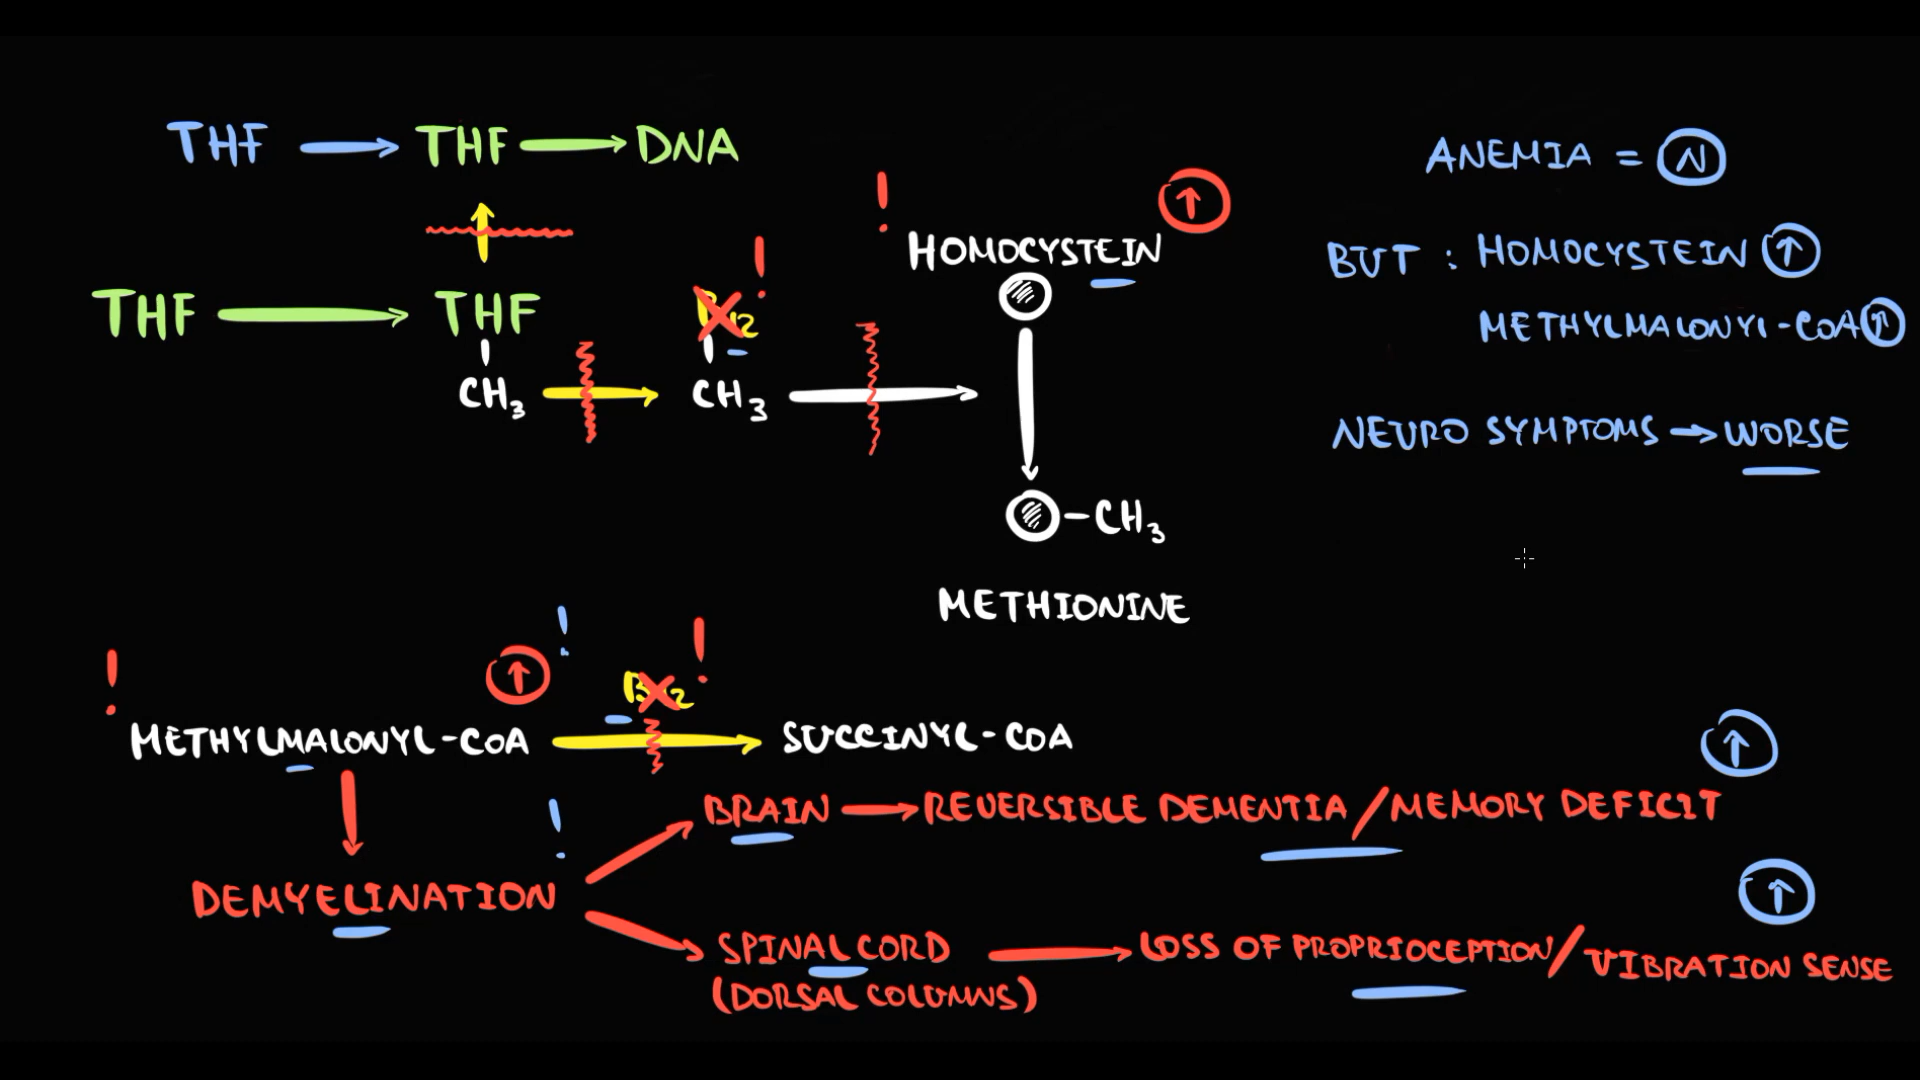 THF → THF → DNA
ANEMIA = N
HOMOCYSTEIN ↑
BUT : HOMOCYSTEIN ↑
THF → THF
METHYLMALONYL-COA ↑
CH3 → CH3 →
NEURO SYMPTOMS → WORSE
-CH3
METHIONINE
↑
METHYLMALONYL-COA → SUCCINYL-COA
BRAIN → REVERSIBLE DEMENTIA / MEMORY DEFICIT ↑
DEMYELINATION
SPINAL CORD → LOSS OF PROPRIOCEPTION / VIBRATION SENSE ↑
(DORSAL COLUMNS)